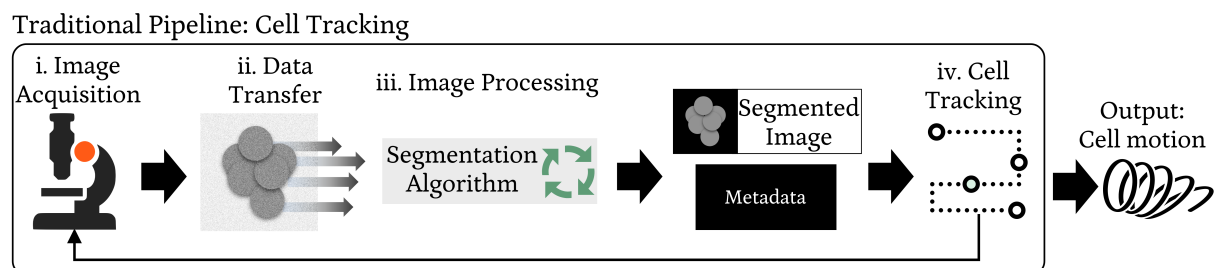 Traditional Pipeline: Cell Tracking
i. Image
Acquisition
ii. Data
Transfer
iii. Image Processing
Segmentation
Algorithm
Segmented
Image
Metadata
iv. Cell
Tracking
Output:
Cell motion